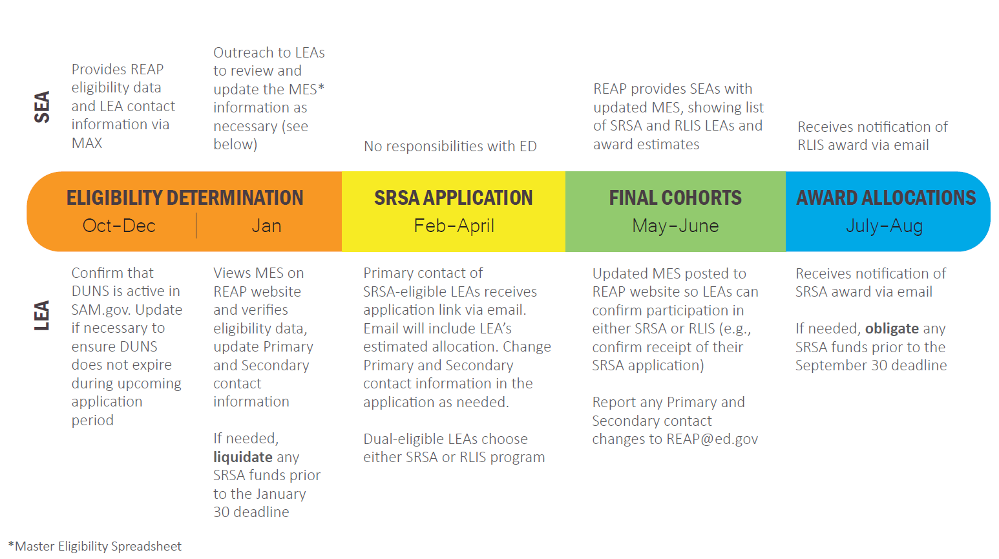 SEA
Provides REAP
eligibility data
and LEA contact
information via
MAX
Outreach to LEAs
to review and
update the MES*
information as
necessary (see
below)
No responsibilities with ED
REAP provides SEAs with
updated MES, showing list
of SRSA and RLIS LEAs and
award estimates
Receives notification of
RLIS award via email
ELIGIBILITY DETERMINATION
Oct–Dec
Jan
SRSA APPLICATION
Feb–April
FINAL COHORTS
May–June
AWARD ALLOCATIONS
July–Aug
LEA
Confirm that
DUNS is active in
SAM.gov. Update
if necessary to
ensure DUNS
does not expire
during upcoming
application
period
Views MES on
REAP website
and verifies
eligibility data,
update Primary
and Secondary
contact
information
If needed,
liquidate any
SRSA funds prior
to the January
30 deadline
Primary contact of
SRSA-eligible LEAs receives
application link via email.
Email will include LEA’s
estimated allocation. Change
Primary and Secondary
contact information in the
application as needed.
Dual-eligible LEAs choose
either SRSA or RLIS program
Updated MES posted to
REAP website so LEAs can
confirm participation in
either SRSA or RLIS (e.g.,
confirm receipt of their
SRSA application)
Report any Primary and
Secondary contact
changes to REAP@ed.gov
Receives notification of
SRSA award via email
If needed, obligate any
SRSA funds prior to the
September 30 deadline
*Master Eligibility Spreadsheet